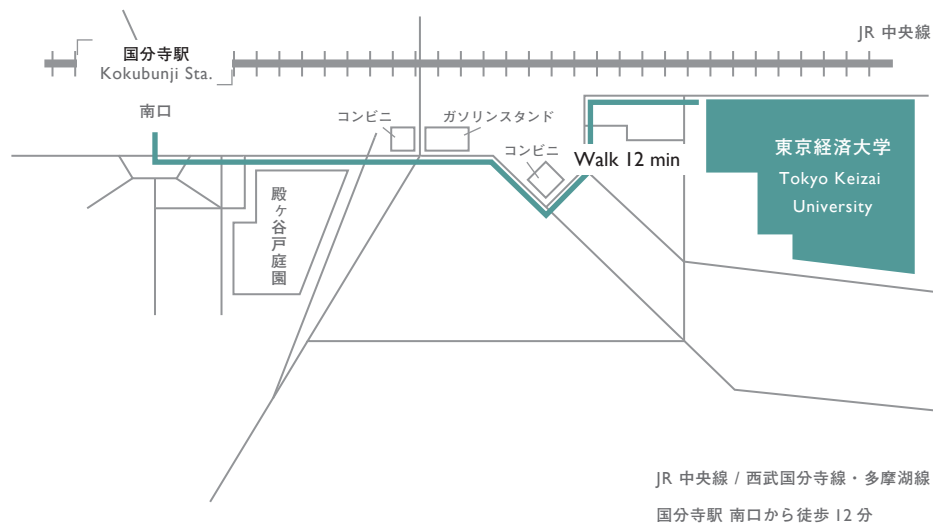 JR 中央線
国分寺駅
Kokubunji Sta.
南口
コンビニ
ガソリンスタンド
コンビニ
Walk 12 min
東京経済大学
Tokyo Keizai
University
殿ヶ谷戸庭園
JR 中央線 / 西武国分寺線・多摩湖線
国分寺駅 南口から徒歩 12 分